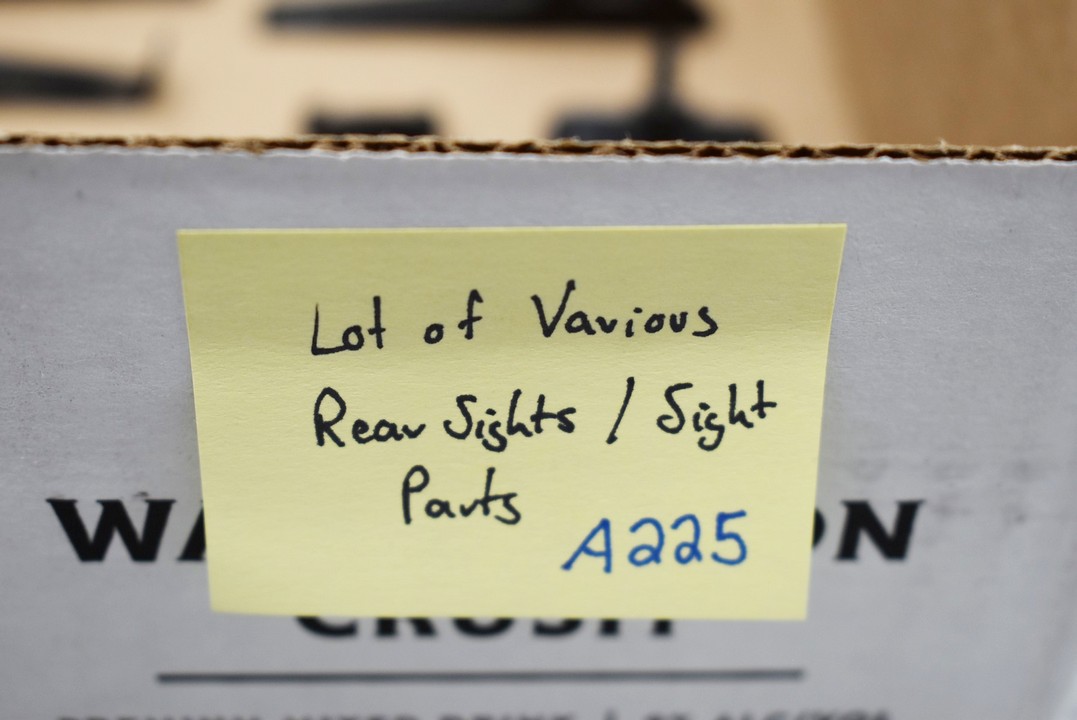 Lot of Various
Rear Sights / Sight
Parts
A225